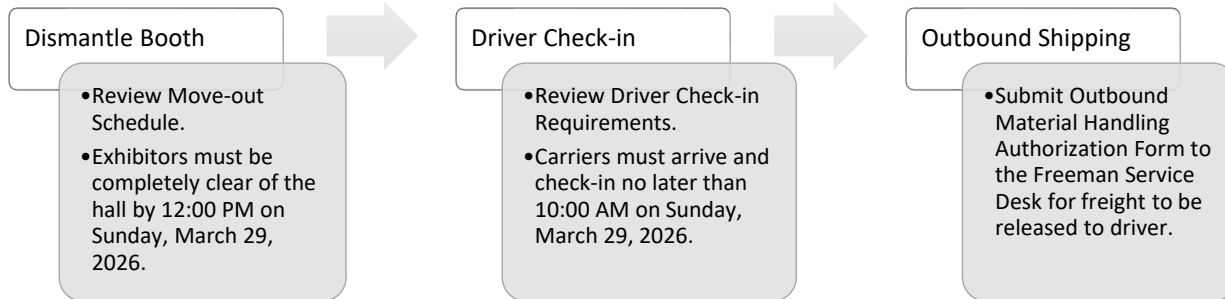 Dismantle Booth
•Review Move-out
Schedule.
•Exhibitors must be
completely clear of the
hall by 12:00 PM on
Sunday, March 29,
2026.
Driver Check-in
•Review Driver Check-in
Requirements.
•Carriers must arrive and
check-in no later than
10:00 AM on Sunday,
March 29, 2026.
Outbound Shipping
•Submit Outbound
Material Handling
Authorization Form to
the Freeman Service
Desk for freight to be
released to driver.